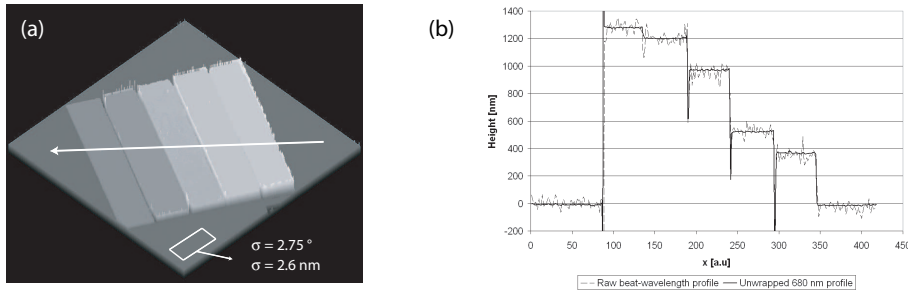 (a)
σ = 2.75 °
σ = 2.6 nm
(b)
Height [nm]
1400
1200
1000
800
600
400
200
0
-200
0 50 100 150 200 250 300 350 400 450
x [a.u]
Raw beat-wavelength profile Unwrapped 680 nm profile